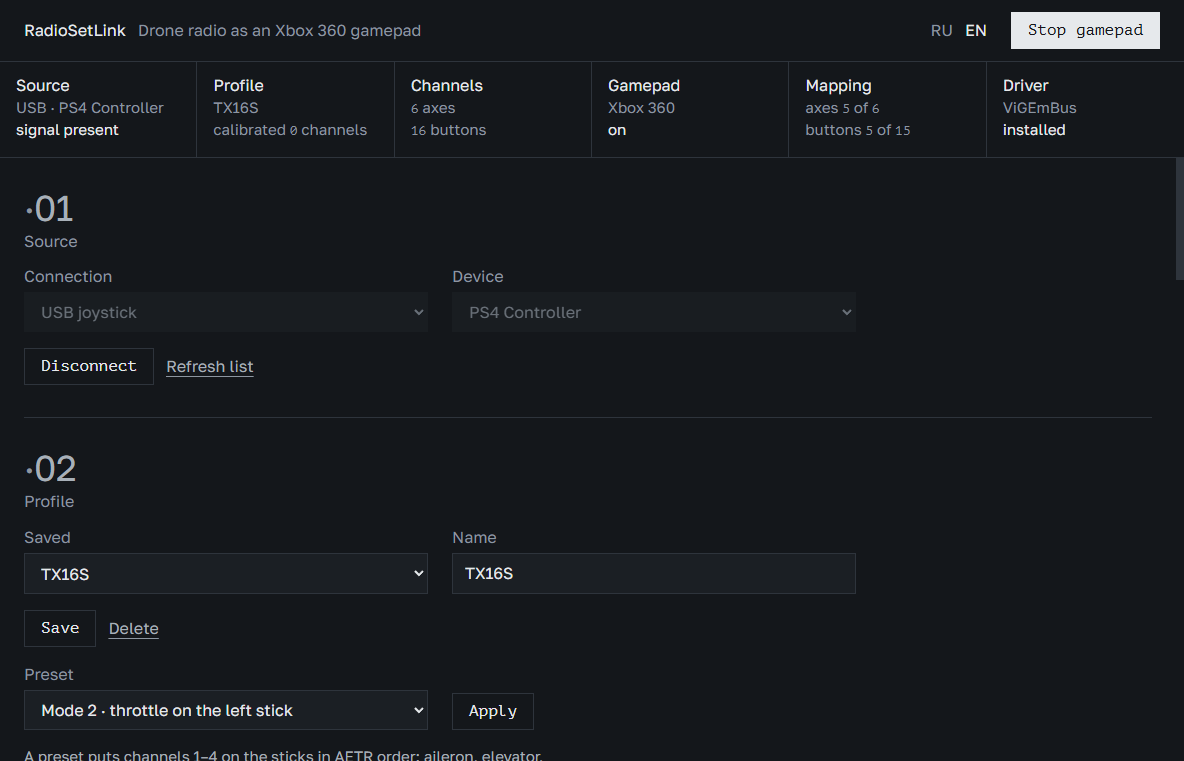 RadioSetLink Drone radio as an Xbox 360 gamepad RU EN Stop gamepad
Source Profile Channels Gamepad Mapping Driver
USB · PS4 Controller TX16S 6 axes Xbox 360 axes 5 of 6 ViGEmBus
signal present calibrated 0 channels 16 buttons on buttons 5 of 15 installed
·01
Source
Connection Device
USB joystick PS4 Controller
Disconnect Refresh list
·02
Profile
Saved Name
TX16S TX16S
Save Delete
Preset
Mode 2 · throttle on the left stick Apply
A preset puts channels 1–4 on the sticks in AETR order: aileron, elevator,